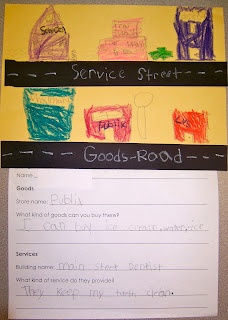 Service Street
Publix
Goods-Road
Name
Goods
Store name: Publix
What kind of goods can you buy there?
I can buy ice cream
Services
Building name: main street Dentist
What kind of service do they provide?
They Keep my teeth clean.